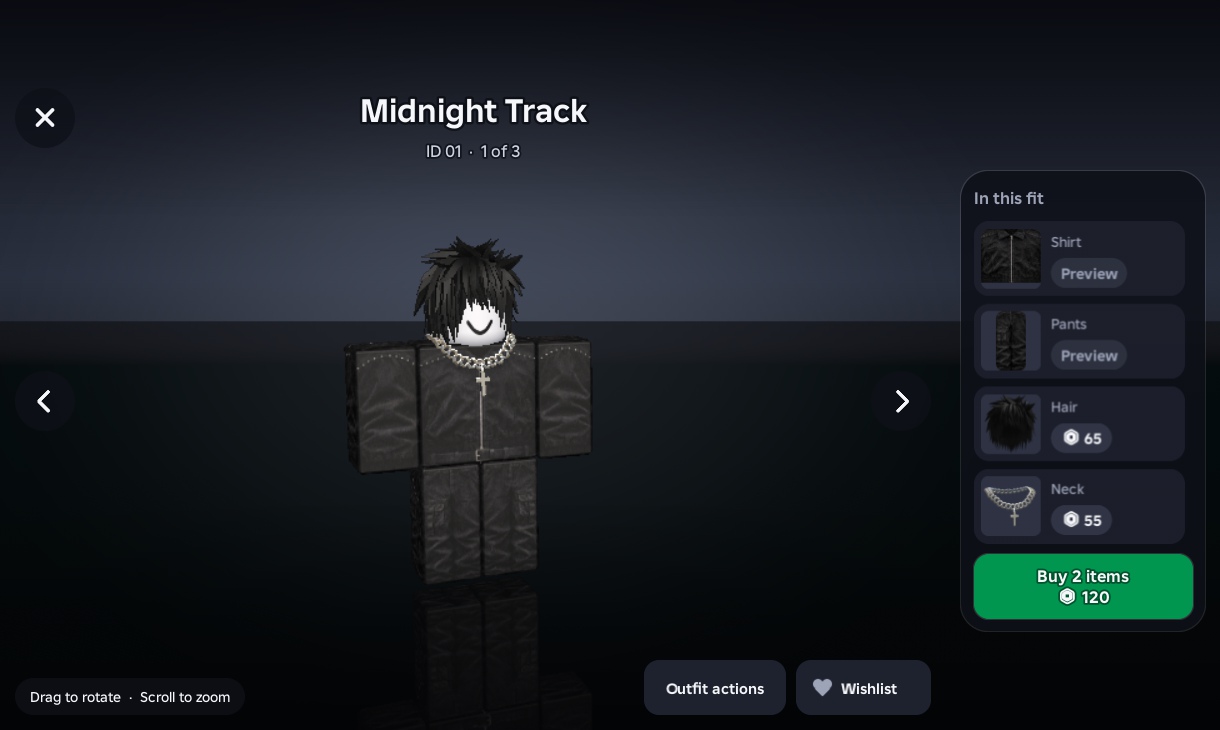 Midnight Track
ID 01 · 1 of 3
In this fit
Shirt
Preview
Pants
Preview
Hair
65
Neck
55
Buy 2 items
120
Outfit actions
Wishlist
Drag to rotate · Scroll to zoom